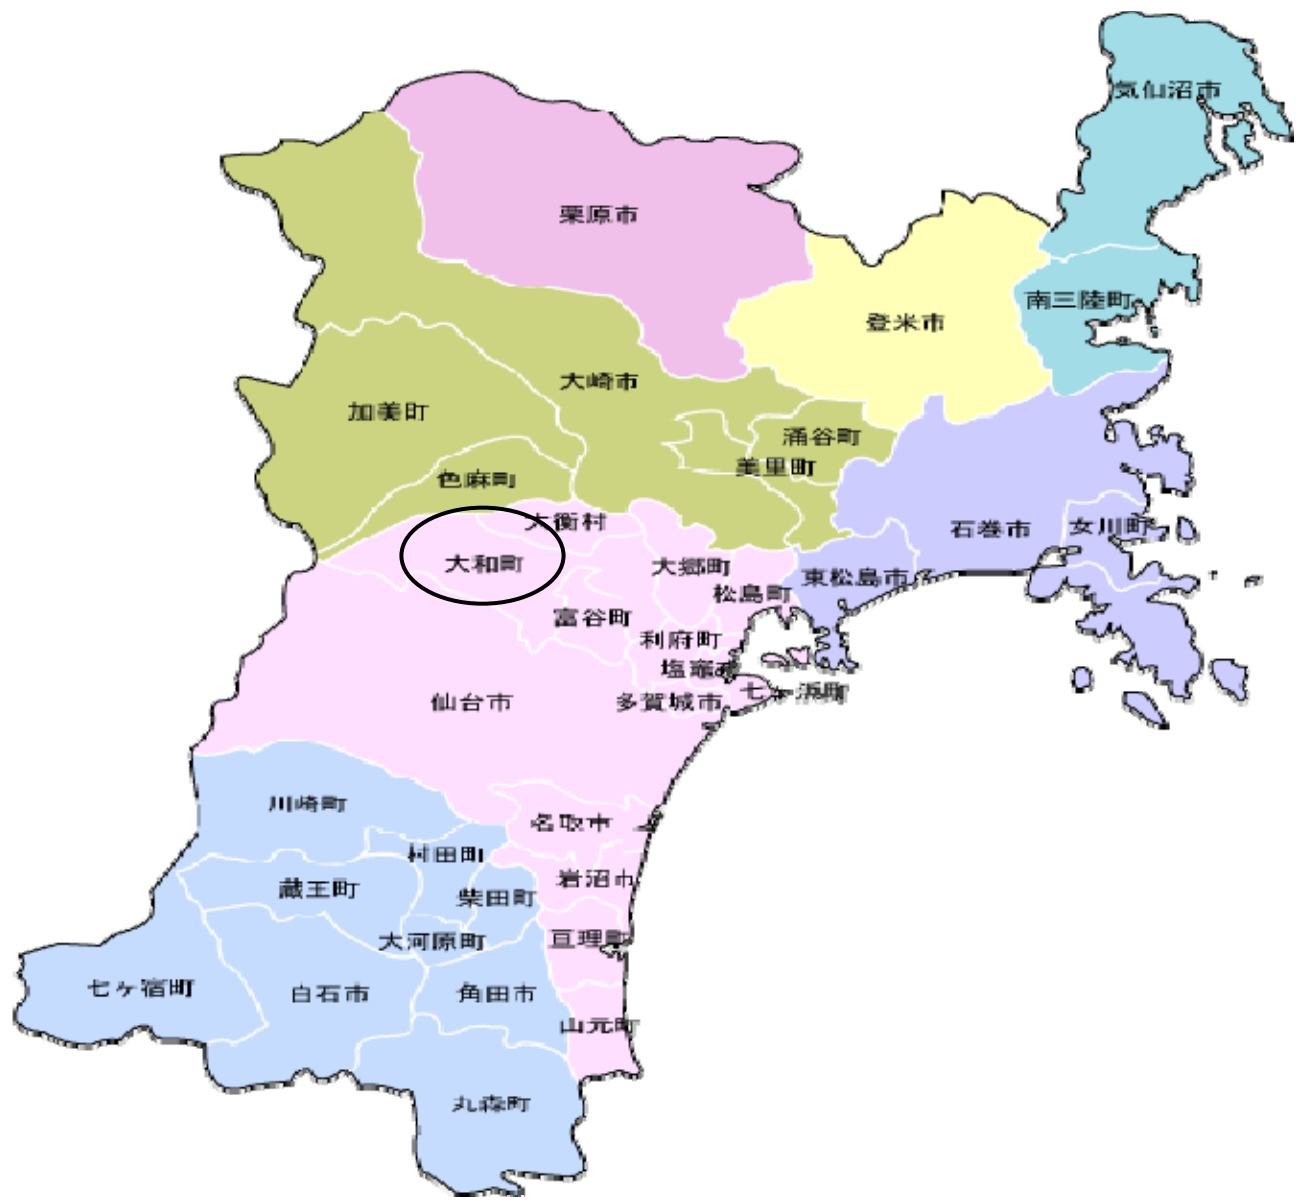 気仙沼市
栗原市
南三陸町
登米市
大崎市
加美町
涌谷町
美里町
色麻町
大衡村
石巻市
女川町
大和町
大郷町
東松島市
松島町
富谷町
利府町
塩竈市
七ヶ浜町
仙台市
多賀城市
川崎町
名取市
村田町
岩沼市
蔵王町
柴田町
大河原町
亘理町
七ヶ宿町
白石市
角田市
山元町
丸森町